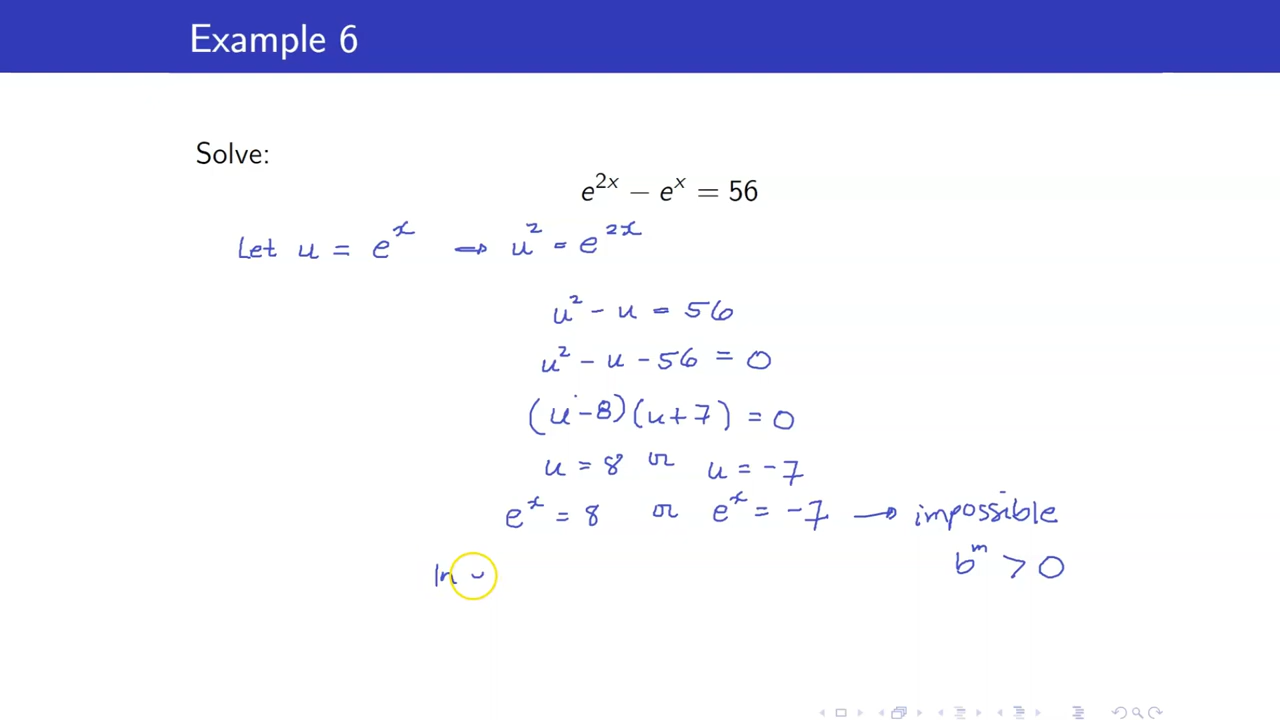 Example 6
Solve:
e^{2x} − e^x = 56
Let u = e^x → u² = e^{2x}
u² - u = 56
u² - u - 56 = 0
(u-8)(u+7) = 0
u = 8 or u = -7
e^x = 8 or e^x = -7 → impossible
ln
b^m > 0